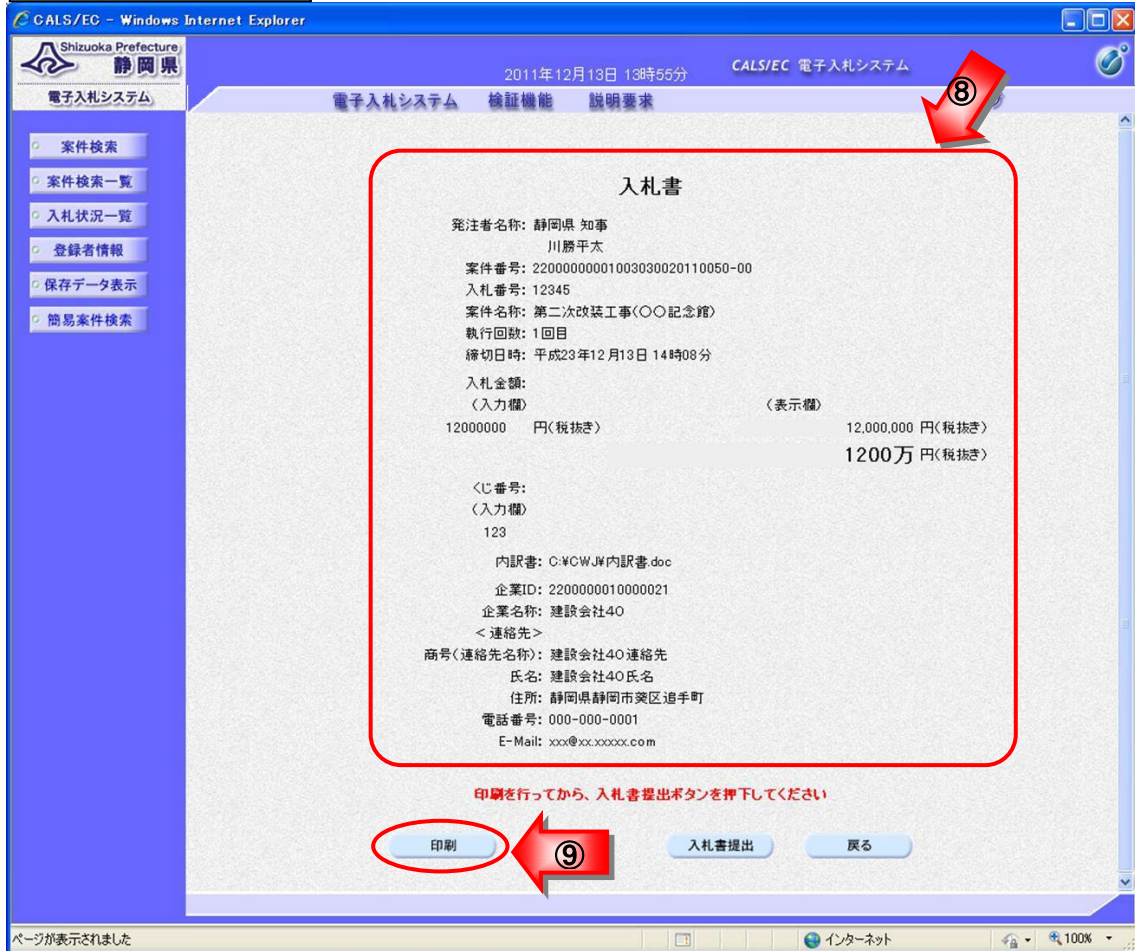 CALS/EC - Windows Internet Explorer
Shizuoka Prefecture
静岡県
電子入札システム
2011年12月13日 13時55分
CALS/EC 電子入札システム
⑧
電子入札システム 検証機能 説明要求
案件検索
案件検索一覧
入札状況一覧
登録者情報
保存データ表示
簡易案件検索
入札書
発注者名称: 静岡県 知事
川勝平太
案件番号: 2200000000100303002011​0050-00
入札番号: 12345
案件名称: 第二次改装工事(〇〇記念館)
執行回数: 1回目
締切日時: 平成23年12月13日 14時08分
入札金額:
(入力欄) (表示欄)
12000000 円(税抜き) 12,000,000 円(税抜き)
1200万 円(税抜き)
くじ番号:
(入力欄)
123
内訳書: C:¥CWJ¥内訳書.doc
企業ID: 2200000010000021
企業名称: 建設会社40
<連絡先>
商号(連絡先名称): 建設会社40連絡先
氏名: 建設会社40氏名
住所: 静岡県静岡市葵区追手町
電話番号: 000-000-0001
E-Mail: xxx@xx.xxxxx.com
印刷を行ってから、入札書提出ボタンを押下してください
印刷 ⑨ 入札書提出 戻る
ページが表示されました インターネット 100%